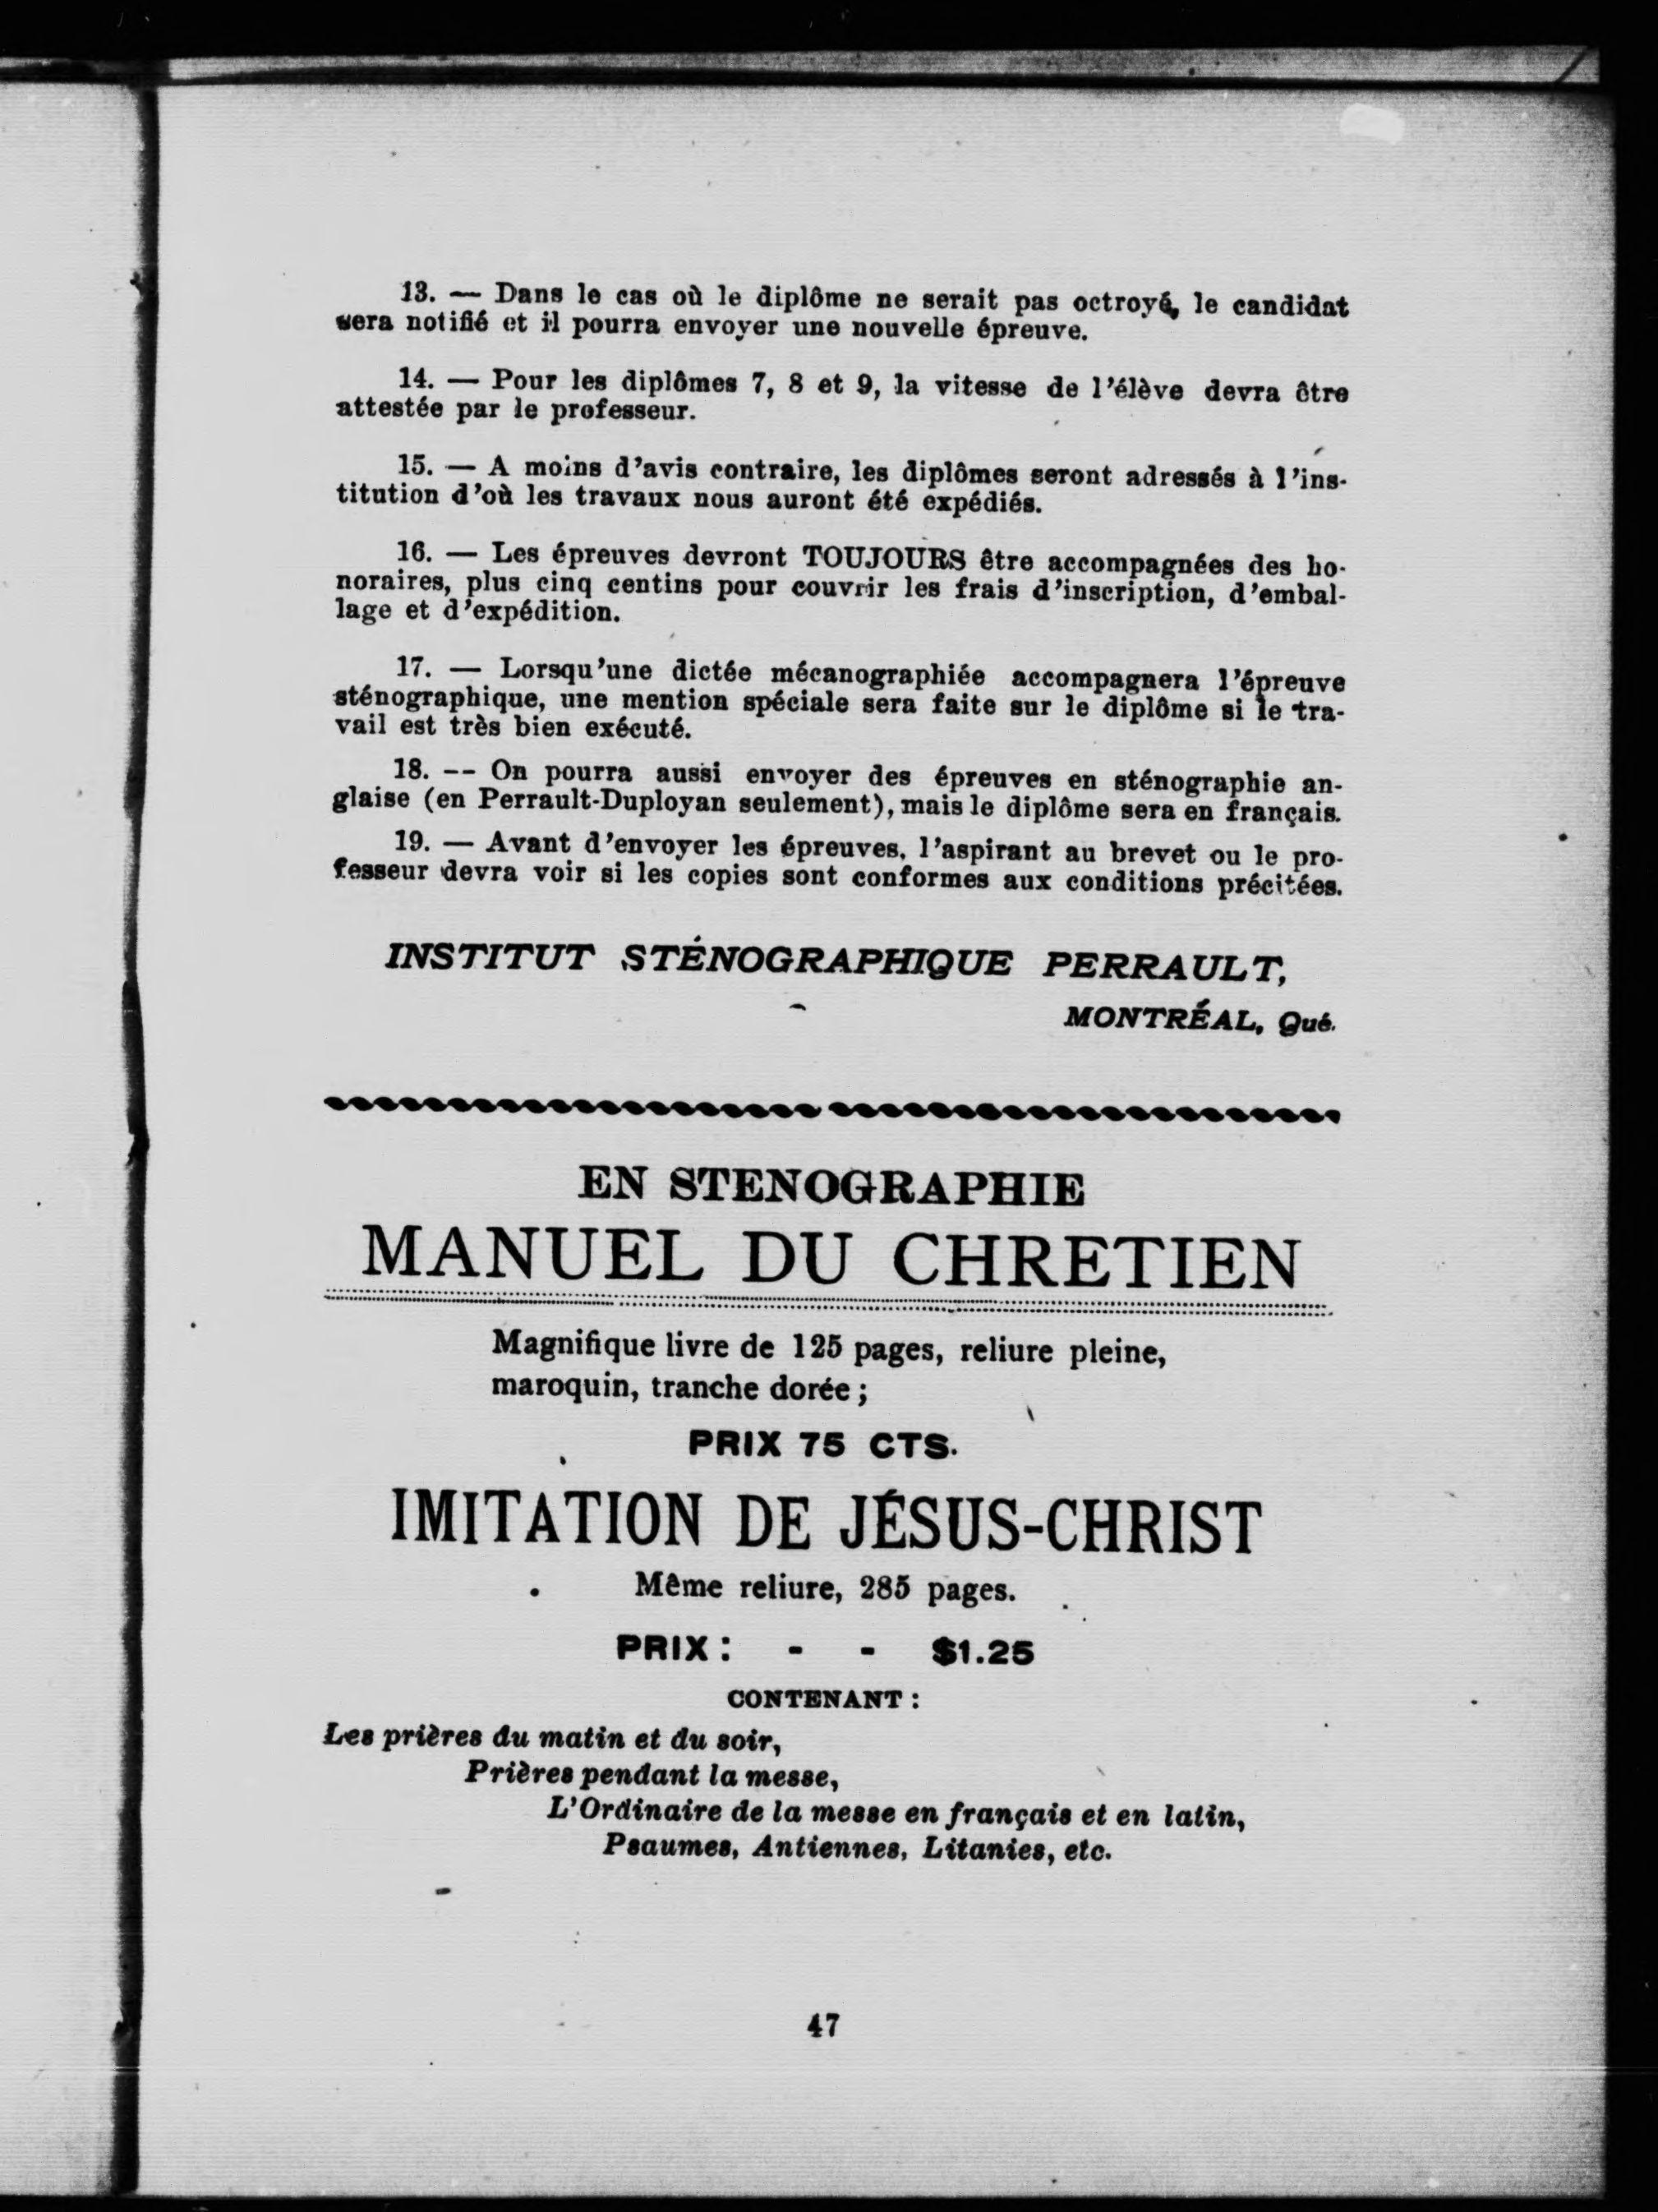 13. — Dans le cas où le diplôme ne serait pas octroyé, le candidat
sera notifié et il pourra envoyer une nouvelle épreuve.
14. — Pour les diplômes 7, 8 et 9, la vitesse de l'élève devra être
attestée par le professeur.
15. — A moins d'avis contraire, les diplômes seront adressés à l'ins-
titution d'où les travaux nous auront été expédiés.
16. — Les épreuves devront TOUJOURS être accompagnées des ho-
noraires, plus cinq centins pour couvrir les frais d'inscription, d'embal-
lage et d'expédition.
17. — Lorsqu'une dictée mécanographiée accompagnera l'épreuve
sténographique, une mention spéciale sera faite sur le diplôme si le tra-
vail est très bien exécuté.
18. -- On pourra aussi envoyer des épreuves en sténographie an-
glaise (en Perrault-Duployan seulement), mais le diplôme sera en français.
19. — Avant d'envoyer les épreuves, l'aspirant au brevet ou le pro-
fesseur devra voir si les copies sont conformes aux conditions précitées.
INSTITUT STÉNOGRAPHIQUE PERRAULT,
MONTRÉAL, Qué.
EN STENOGRAPHIE
MANUEL DU CHRETIEN
Magnifique livre de 125 pages, reliure pleine,
maroquin, tranche dorée ;
PRIX 75 CTS.
IMITATION DE JÉSUS-CHRIST
Même reliure, 285 pages.
PRIX : - - $1.25
CONTENANT :
Les prières du matin et du soir,
Prières pendant la messe,
L'Ordinaire de la messe en français et en latin,
Psaumes, Antiennes, Litanies, etc.
47